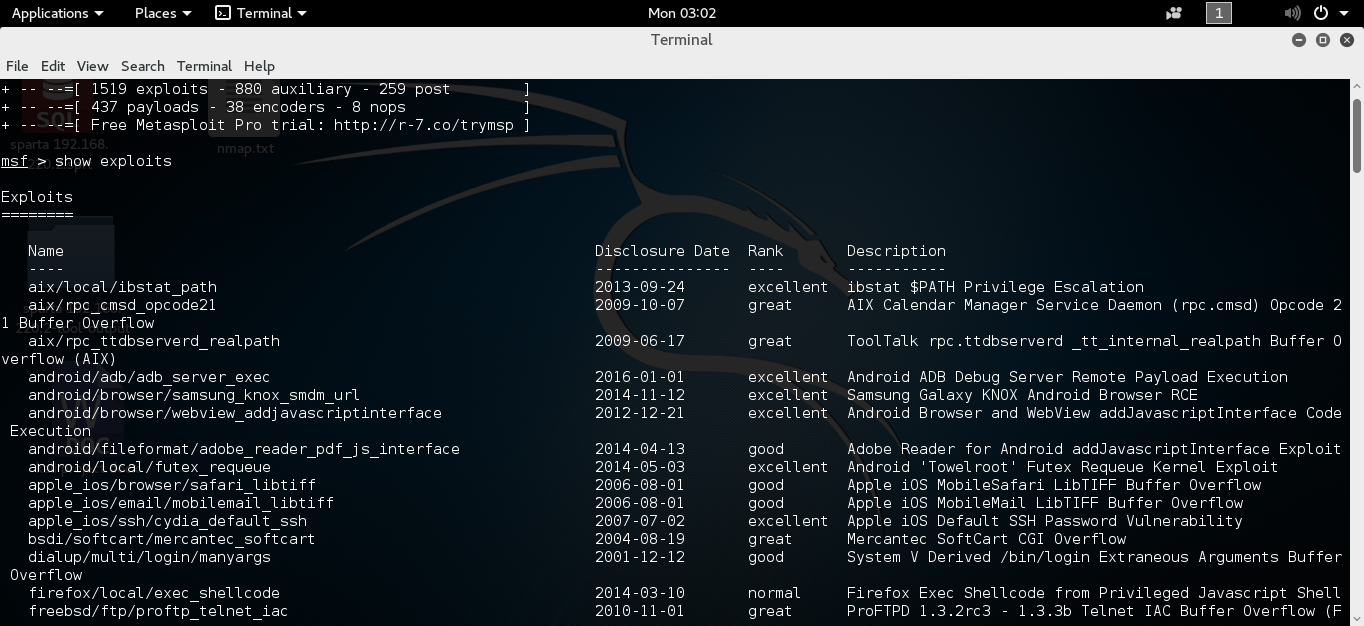 Applications Places Terminal Mon 03:02 1
Terminal
File Edit View Search Terminal Help
+ -- --=[ 1519 exploits - 880 auxiliary - 259 post        ]
+ -- --=[ 437 payloads - 38 encoders - 8 nops             ]
+ -- --=[ Free Metasploit Pro trial: http://r-7.co/trymsp ]
sparta 192.168.
nmap.txt
msf > show exploits
Exploits
========
Name Disclosure Date Rank Description
---- --------------- ---- -----------
aix/local/ibstat_path 2013-09-24 excellent ibstat $PATH Privilege Escalation
aix/rpc_cmsd_opcode21 2009-10-07 great AIX Calendar Manager Service Daemon (rpc.cmsd) Opcode 2
1 Buffer Overflow
aix/rpc_ttdbserverd_realpath 2009-06-17 great ToolTalk rpc.ttdbserverd _tt_internal_realpath Buffer O
verflow (AIX)
android/adb/adb_server_exec 2016-01-01 excellent Android ADB Debug Server Remote Payload Execution
android/browser/samsung_knox_smdm_url 2014-11-12 excellent Samsung Galaxy KNOX Android Browser RCE
android/browser/webview_addjavascriptinterface 2012-12-21 excellent Android Browser and WebView addJavascriptInterface Code
Execution
android/fileformat/adobe_reader_pdf_js_interface 2014-04-13 good Adobe Reader for Android addJavascriptInterface Exploit
android/local/futex_requeue 2014-05-03 excellent Android 'Towelroot' Futex Requeue Kernel Exploit
apple_ios/browser/safari_libtiff 2006-08-01 good Apple iOS MobileSafari LibTIFF Buffer Overflow
apple_ios/email/mobilemail_libtiff 2006-08-01 good Apple iOS MobileMail LibTIFF Buffer Overflow
apple_ios/ssh/cydia_default_ssh 2007-07-02 excellent Apple iOS Default SSH Password Vulnerability
bsdi/softcart/mercantec_softcart 2004-08-19 great Mercantec SoftCart CGI Overflow
dialup/multi/login/manyargs 2001-12-12 good System V Derived /bin/login Extraneous Arguments Buffer
Overflow
firefox/local/exec_shellcode 2014-03-10 normal Firefox Exec Shellcode from Privileged Javascript Shell
freebsd/ftp/proftp_telnet_iac 2010-11-01 great ProFTPD 1.3.2rc3 - 1.3.3b Telnet IAC Buffer Overflow (F